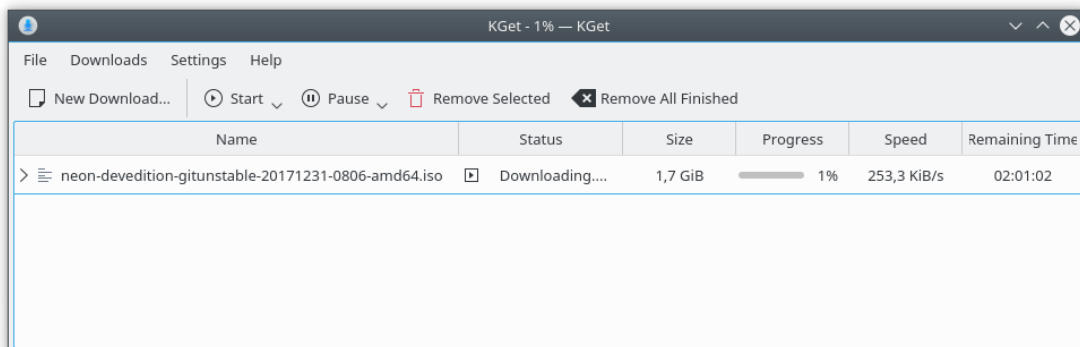 KGet - 1% — KGet
File Downloads Settings Help
New Download... Start Pause Remove Selected Remove All Finished
Name Status Size Progress Speed Remaining Time
neon-devedition-gitunstable-20171231-0806-amd64.iso Downloading.... 1,7 GiB 1% 253,3 KiB/s 02:01:02